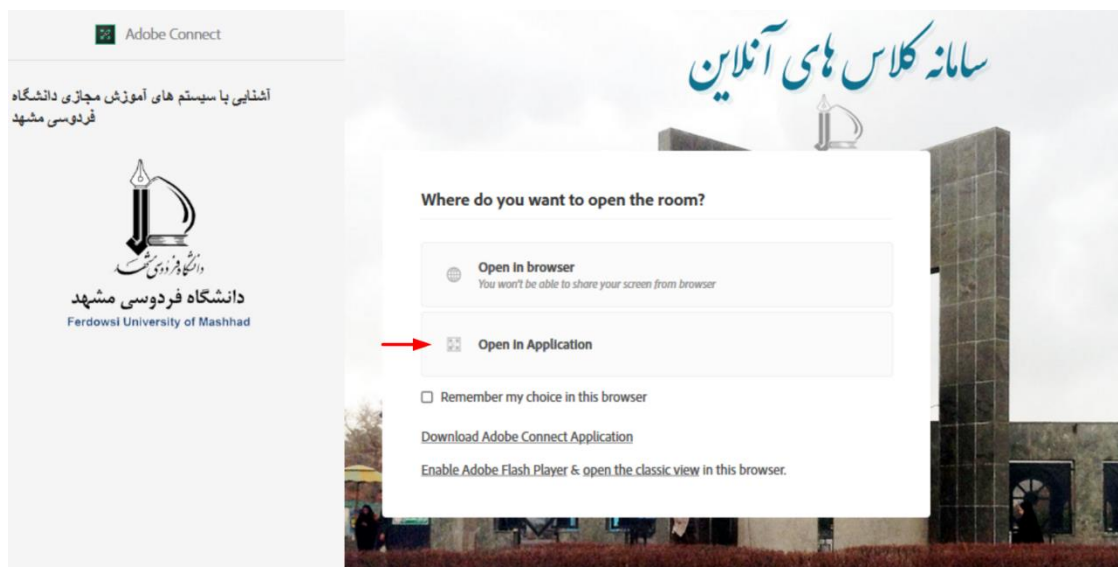 Adobe Connect
آشنایی با سیستم های آموزش مجازی دانشگاه
فردوسی مشهد
دانشگاه فردوسی مشهد
دانشگاه فردوسی مشهد
Ferdowsi University of Mashhad
سامانه کلاس های آنلاین
Where do you want to open the room?
Open in browser
You won't be able to share your screen from browser
Open in Application
Remember my choice in this browser
Download Adobe Connect Application
Enable Adobe Flash Player & open the classic view in this browser.